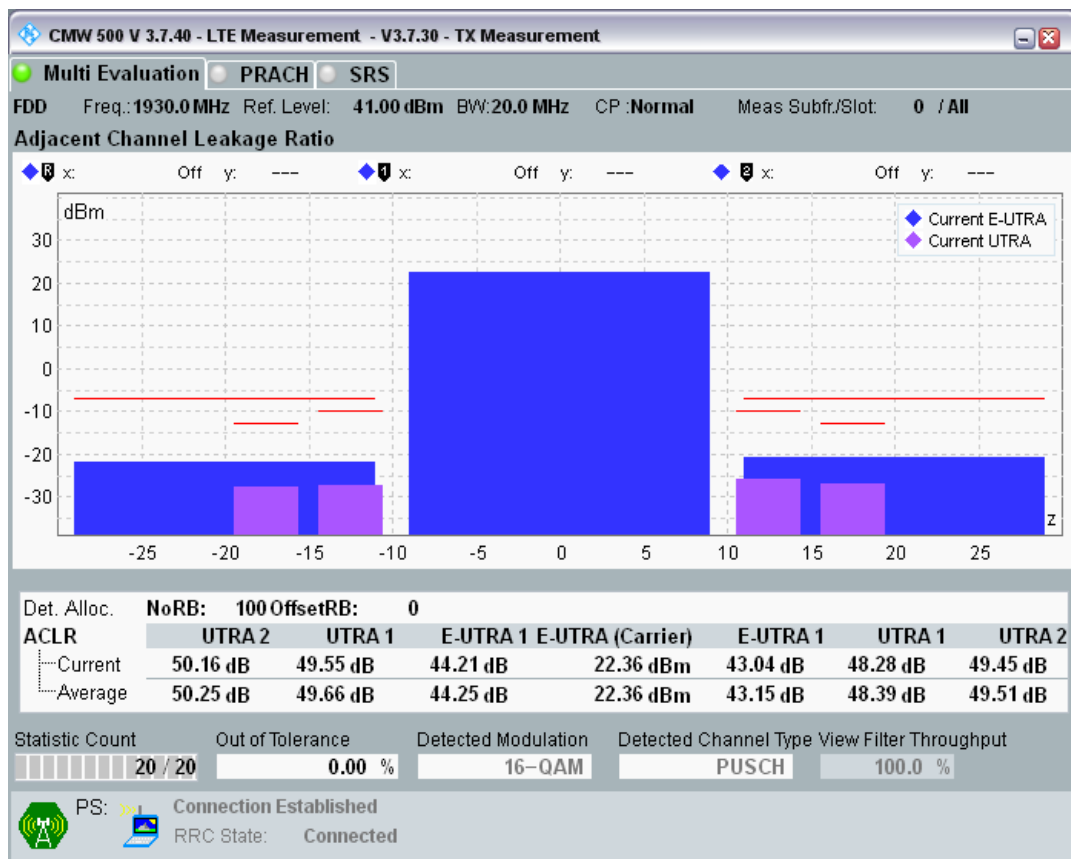 CMW 500 V 3.7.40 - LTE Measurement - V3.7.30 - TX Measurement
Multi Evaluation PRACH SRS
FDD Freq.: 1930.0 MHz Ref. Level: 41.00 dBm BW: 20.0 MHz CP : Normal Meas Subfr./Slot: 0 / All
Adjacent Channel Leakage Ratio
R x: Off y: --- 1 x: Off y: --- 2 x: Off y: ---
dBm
Current E-UTRA
Current UTRA
30
20
10
0
-10
-20
-30
z
-25 -20 -15 -10 -5 0 5 10 15 20 25
Det. Alloc. NoRB: 100 OffsetRB: 0
ACLR UTRA 2 UTRA 1 E-UTRA 1 E-UTRA (Carrier) E-UTRA 1 UTRA 1 UTRA 2
Current 50.16 dB 49.55 dB 44.21 dB 22.36 dBm 43.04 dB 48.28 dB 49.45 dB
Average 50.25 dB 49.66 dB 44.25 dB 22.36 dBm 43.15 dB 48.39 dB 49.51 dB
Statistic Count Out of Tolerance Detected Modulation Detected Channel Type View Filter Throughput
20 / 20 0.00 % 16-QAM PUSCH 100.0 %
PS: Connection Established
RRC State: Connected